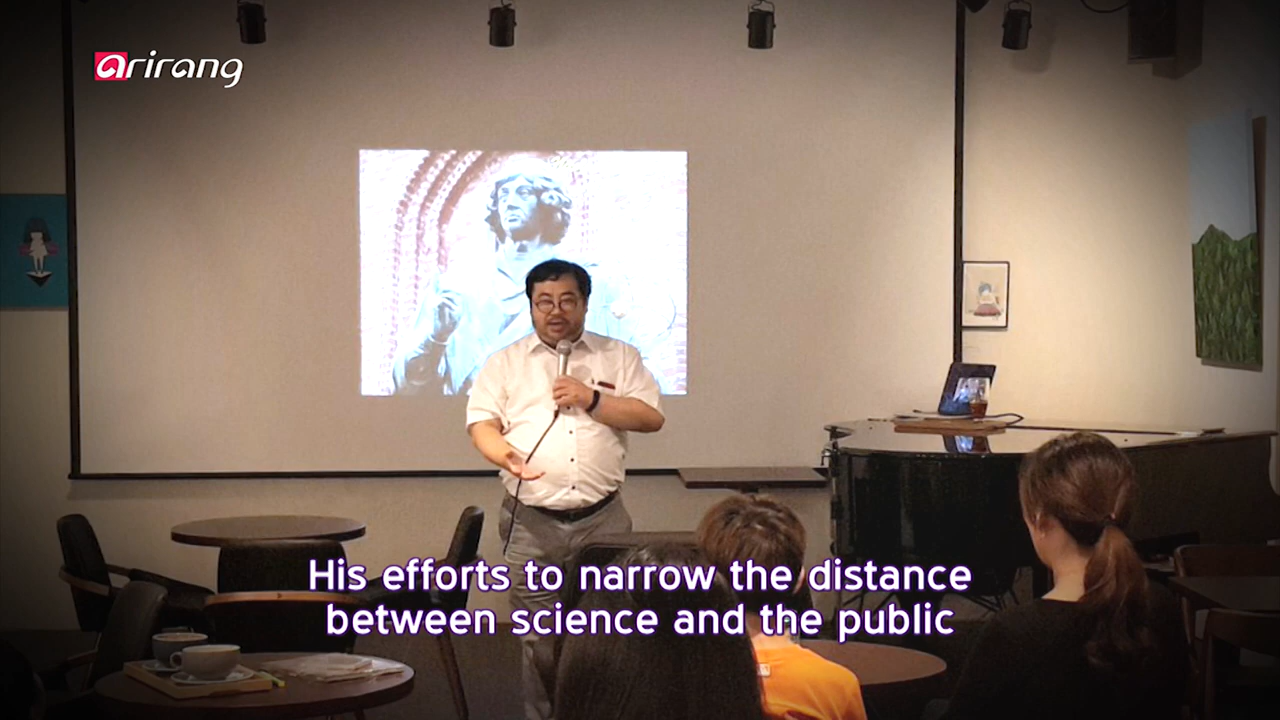 arirang
His efforts to narrow the distance
between science and the public